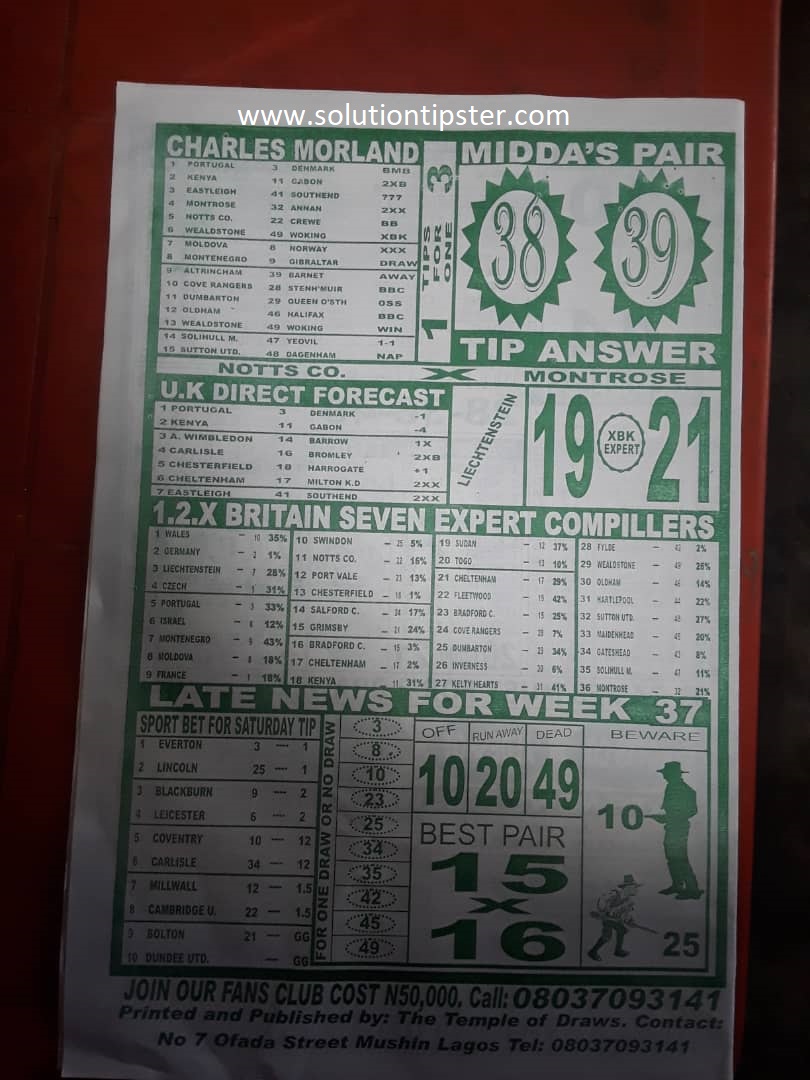 www.solutiontipster.com
CHARLES MORLAND
1 PORTUGAL 3 DENMARK BMB
2 KENYA 11 GABON 2XB
3 EASTLEIGH 41 SOUTHEND 777
4 MONTROSE 32 ANNAN 2XX
5 NOTTS CO. 22 CREWE BB
6 WEALDSTONE 49 WOKING XBK
7 MOLDOVA 8 NORWAY XXX
8 MONTENEGRO 9 GIBRALTAR DRAW
9 ALTRINCHAM 39 BARNET AWAY
10 COVE RANGERS 28 STENH'MUIR BBC
11 DUMBARTON 29 QUEEN O'STH OSS
12 OLDHAM 46 HALIFAX BBC
13 WEALDSTONE 49 WOKING WIN
14 SOLIHULL M. 47 YEOVIL 1-1
15 SUTTON UTD. 48 DAGENHAM NAP
1 TIPS FOR ONE 3
MIDDA'S PAIR
38 39
TIP ANSWER
NOTTS CO. X MONTROSE
U.K DIRECT FORECAST
1 PORTUGAL 3 DENMARK -1
2 KENYA 11 GABON -4
3 A. WIMBLEDON 14 BARROW 1X
4 CARLISLE 16 BROMLEY 2XB
5 CHESTERFIELD 18 HARROGATE +1
6 CHELTENHAM 17 MILTON K.D 2XX
7 EASTLEIGH 41 SOUTHEND 2XX
LIECHTENSTEIN
19 XBK EXPERT 21
1.2.X BRITAIN SEVEN EXPERT COMPILLERS
1 WALES - 10 35%
2 GERMANY - 2 1%
3 LIECHTENSTEIN - 7 28%
4 CZECH - 31%
5 PORTUGAL - 3 33%
6 ISRAEL - 6 12%
7 MONTENEGRO - 9 43%
8 MOLDOVA - 8 18%
9 FRANCE - 1 18%
10 SWINDON - 25 5%
11 NOTTS CO. - 22 16%
12 PORT VALE - 23 13%
13 CHESTERFIELD - 18 1%
14 SALFORD C. - 24 17%
15 GRIMSBY - 21 24%
16 BRADFORD C. - 15 3%
17 CHELTENHAM - 17 2%
18 KENYA - 11 31%
19 SUDAN - 12 37%
20 TOGO - 13 10%
21 CHELTENHAM - 17 29%
22 FLEETWOOD - 19 42%
23 BRADFORD C. - 15 25%
24 COVE RANGERS - 28 7%
25 DUMBARTON - 29 34%
26 INVERNESS - 30 6%
27 KELTY HEARTS - 31 41%
28 FYLDE - 42 2%
29 WEALDSTONE - 49 26%
30 OLDHAM - 46 14%
31 HARTLEPOOL - 44 22%
32 SUTTON UTD. - 48 27%
33 MAIDENHEAD - 45 20%
34 GATESHEAD - 43 8%
35 SOLIHULL M. - 47 11%
36 MONTROSE - 32 21%
LATE NEWS FOR WEEK 37
SPORT BET FOR SATURDAY TIP
1 EVERTON 3 ---- 1
2 LINCOLN 25 ---- 1
3 BLACKBURN 9 ---- 2
4 LEICESTER 6 ---- 2
5 COVENTRY 10 ---- 12
6 CARLISLE 34 ---- 12
7 MILLWALL 12 ---- 1.5
8 CAMBRIDGE U. 22 ---- 1.5
9 BOLTON 21 ---- GG
10 DUNDEE UTD. ---- GG
FOR ONE DRAW OR NO DRAW
3
8
10
23
25
34
35
42
45
49
OFF RUN AWAY DEAD
10 20 49
BEST PAIR
15
X
16
BEWARE
10
25
JOIN OUR FANS CLUB COST N50,000. Call: 08037093141
Printed and Published by: The Temple of Draws. Contact:
No 7 Ofada Street Mushin Lagos Tel: 08037093141